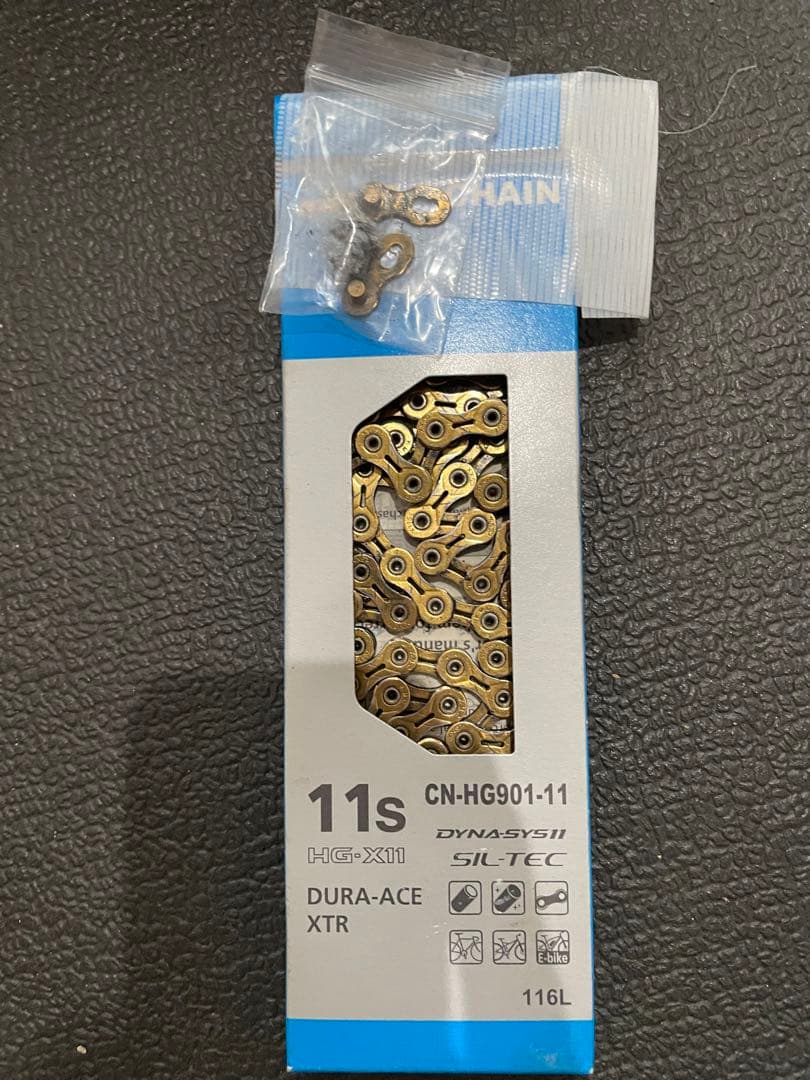 CHAIN
11s
CN-HG901-11
HG-X11
DYNA-SYS11
SIL-TEC
DURA-ACE
XTR
E-bike
116L